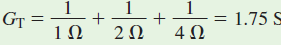 G_T = 1/1 Ω + 1/2 Ω + 1/4 Ω = 1.75 S